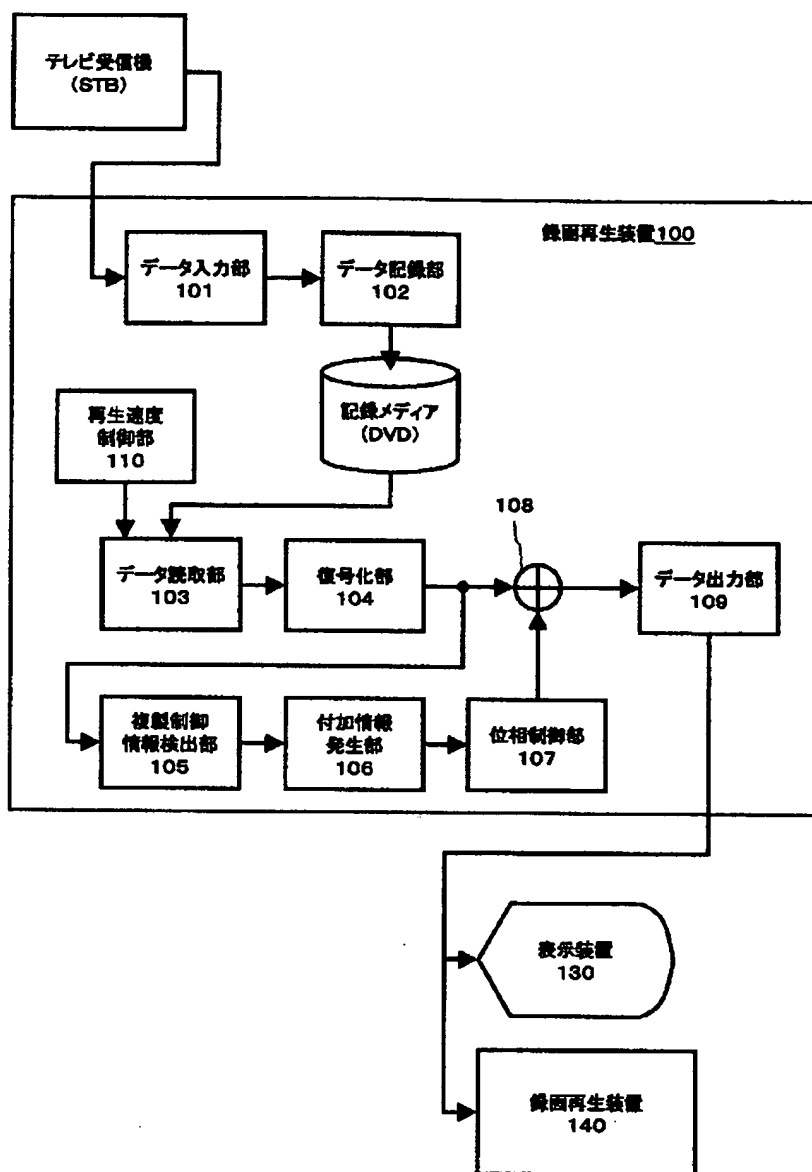 テレビ受信機
(STB)
録画再生装置100
データ入力部
101
データ記録部
102
再生速度
制御部
110
記録メディア
(DVD)
108
データ読取部
103
復号化部
104
データ出力部
109
複製制御
情報検出部
105
付加情報
発生部
106
位相制御部
107
表示装置
130
録画再生装置
140